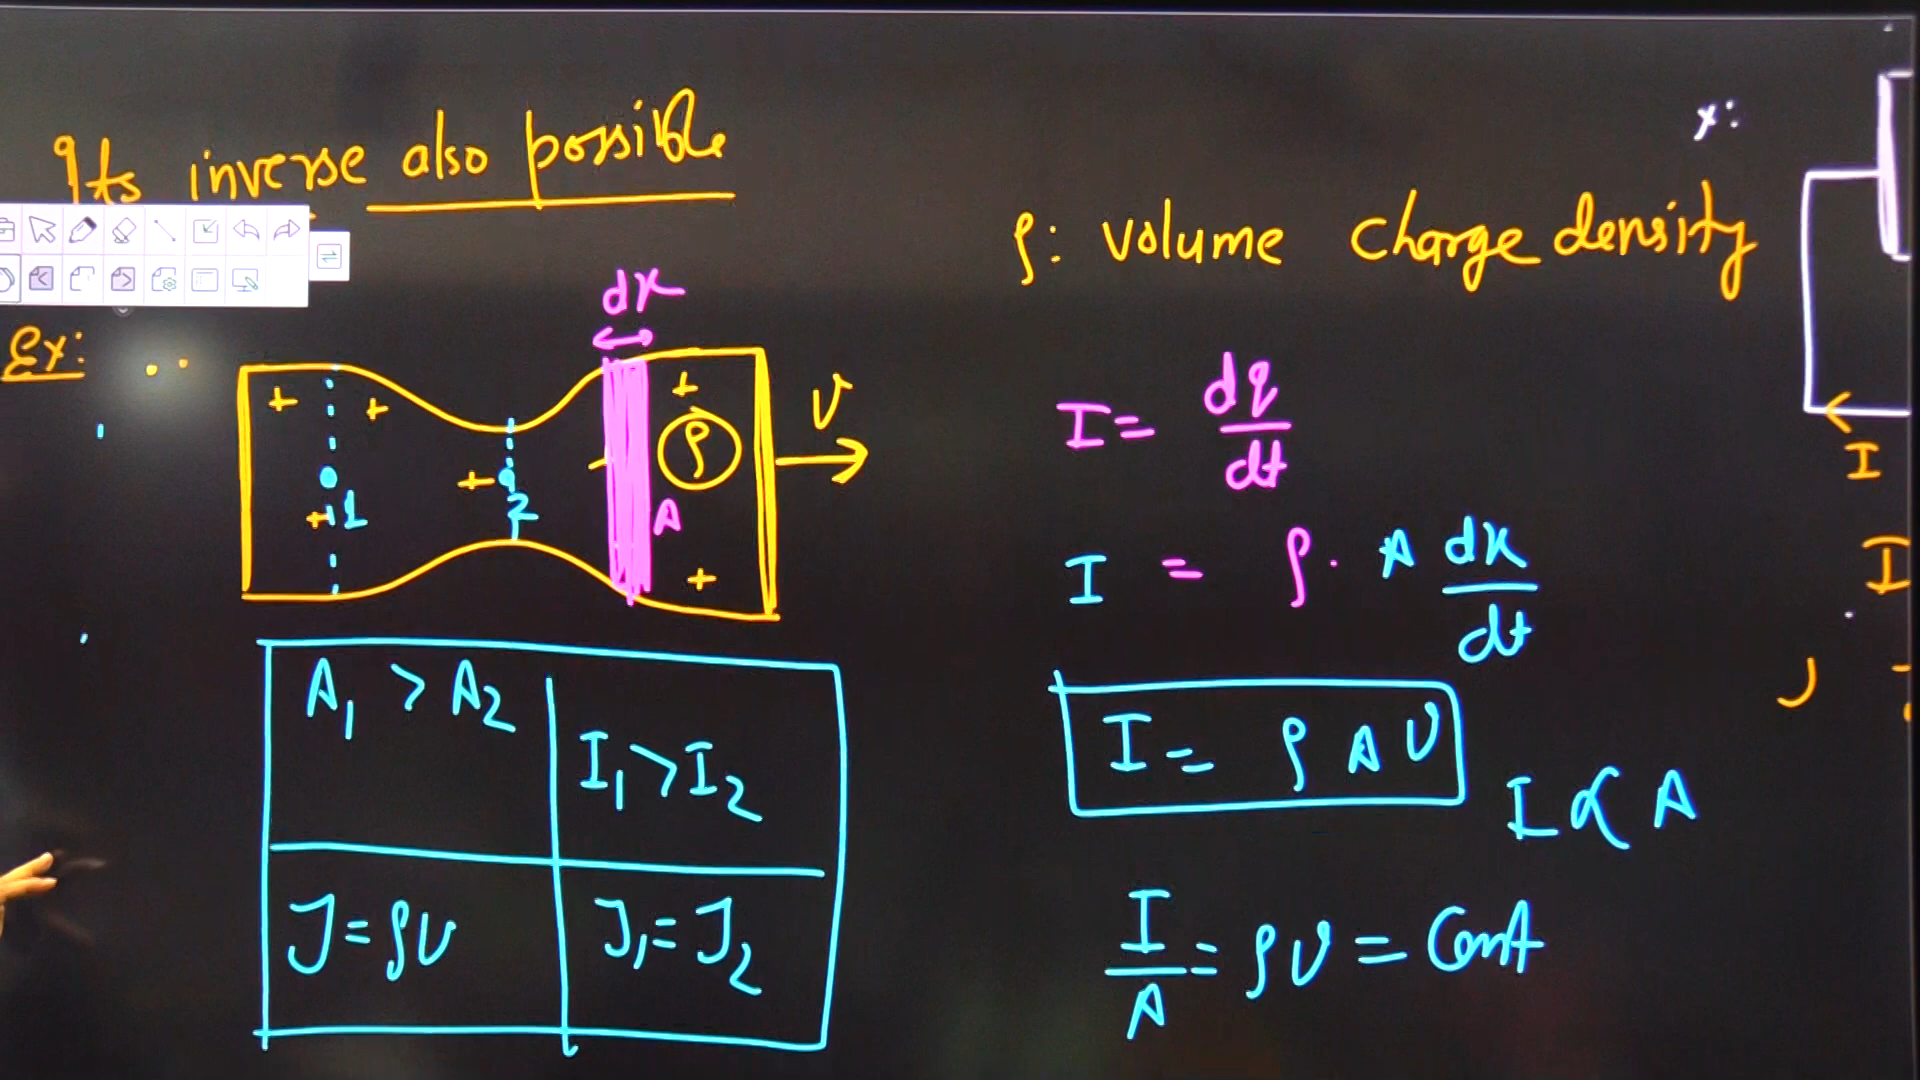 Its inverse also possible
x:
ρ: volume charge density
Ex:
dx
+ + + + + + +
1 2 A ρ v
I = dq/dt
I = ρ . A dx/dt
I = ρ A v
I ∝ A
I/A = ρ v = Const
A₁ > A₂
I₁ > I₂
J = ρv
J₁ = J₂
I
I
J